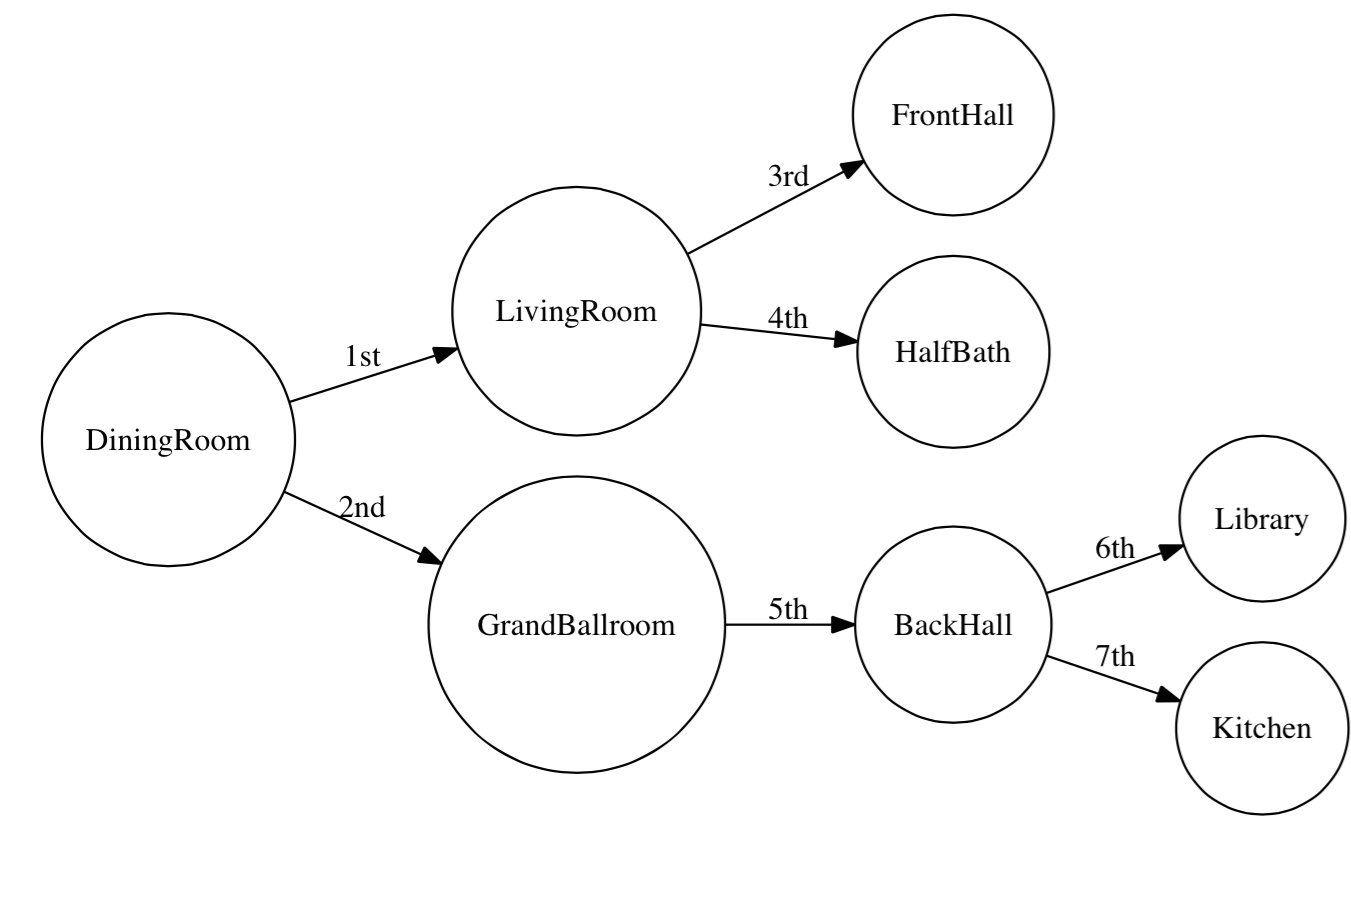 FrontHall
3rd
LivingRoom
4th
HalfBath
1st
DiningRoom
2nd
GrandBallroom
5th
BackHall
6th
Library
7th
Kitchen